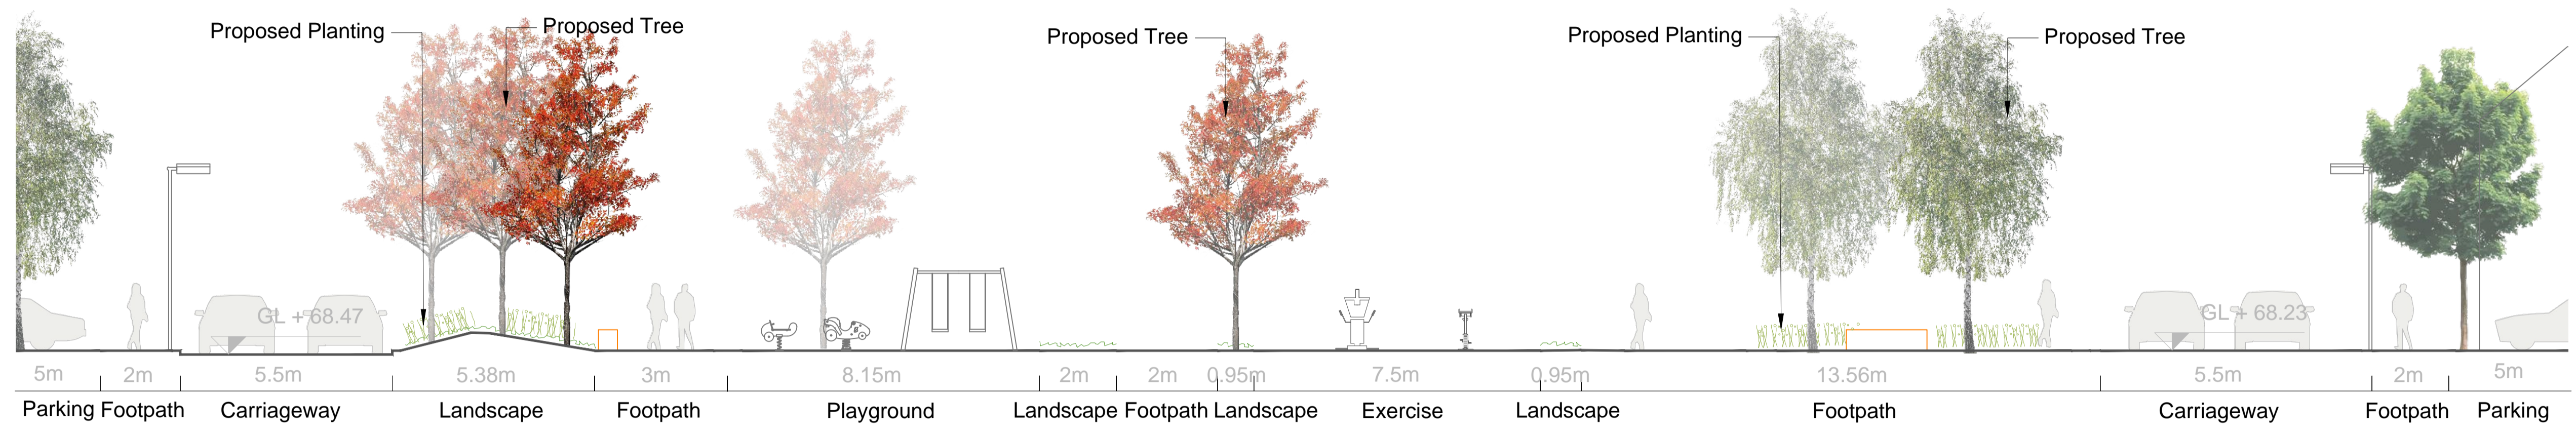 Proposed Planting
Proposed Tree
Proposed Tree
Proposed Planting
Proposed Tree
GL + 68.47
GL + 68.23
5m 2m 5.5m 5.38m 3m 8.15m 2m 2m 0.95m 7.5m 0.95m 13.56m 5.5m 2m 5m
Parking Footpath Carriageway Landscape Footpath Playground Landscape Footpath Landscape Exercise Landscape Footpath Carriageway Footpath Parking